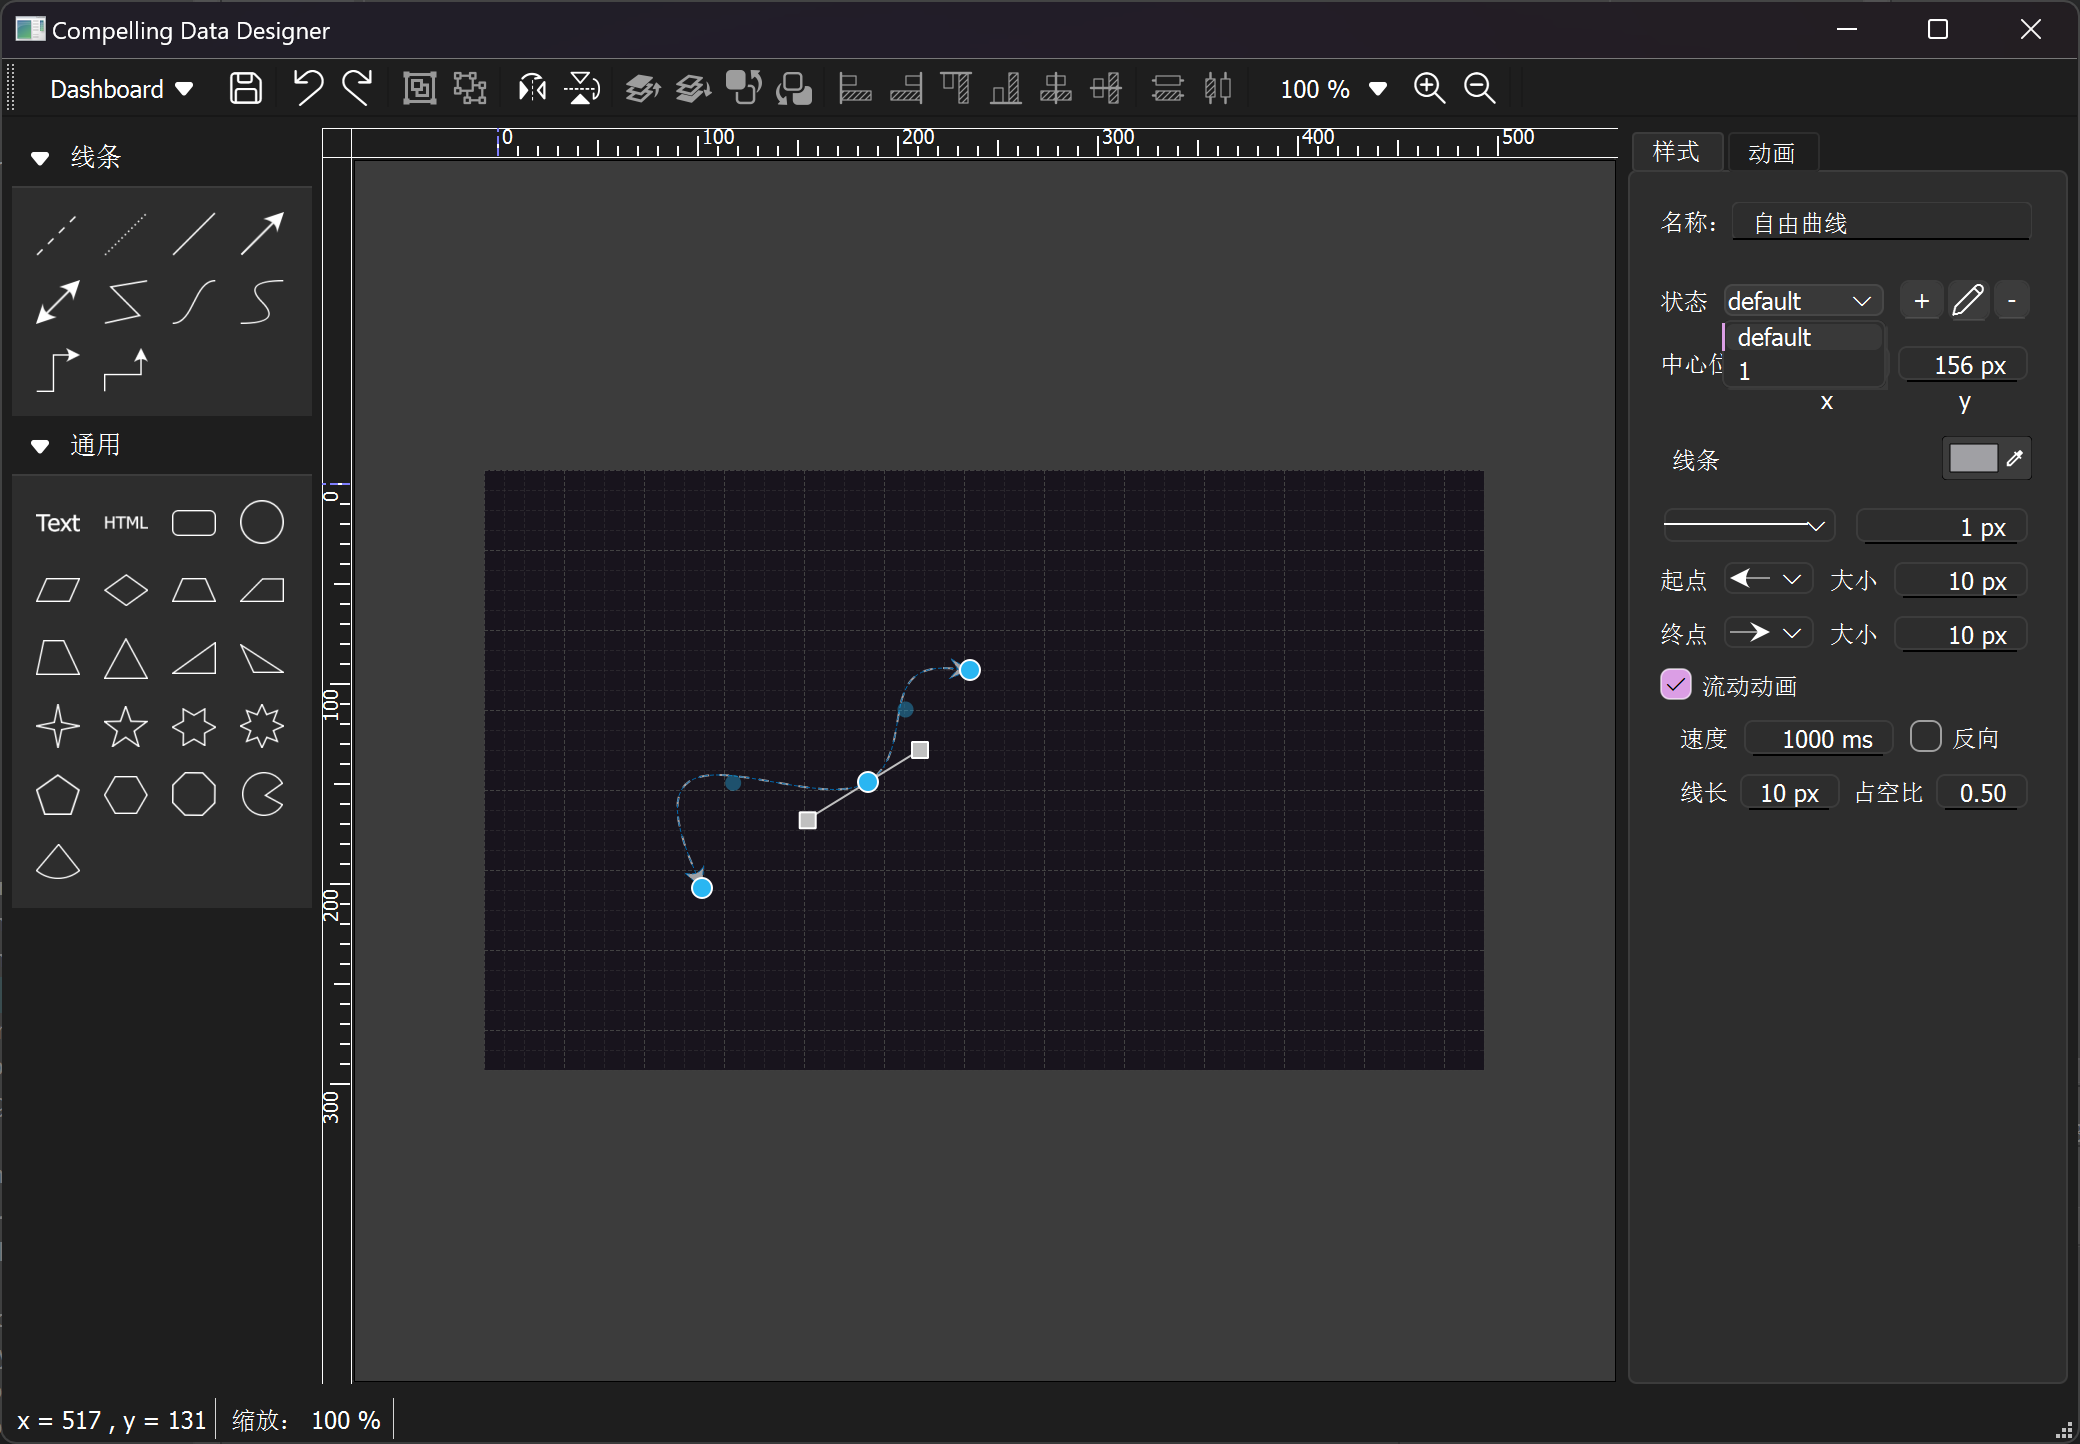 Compelling Data Designer
Dashboard
100 %
线条
0 100 200 300 400 500
样式 动画
名称: 自由曲线
状态 default + -
default
中心位 1 156 px
x y
通用
线条
Text HTML
0
1 px
起点 大小 10 px
终点 大小 10 px
流动动画
100
速度 1000 ms 反向
线长 10 px 占空比 0.50
200
300
x = 517 , y = 131 缩放: 100 %